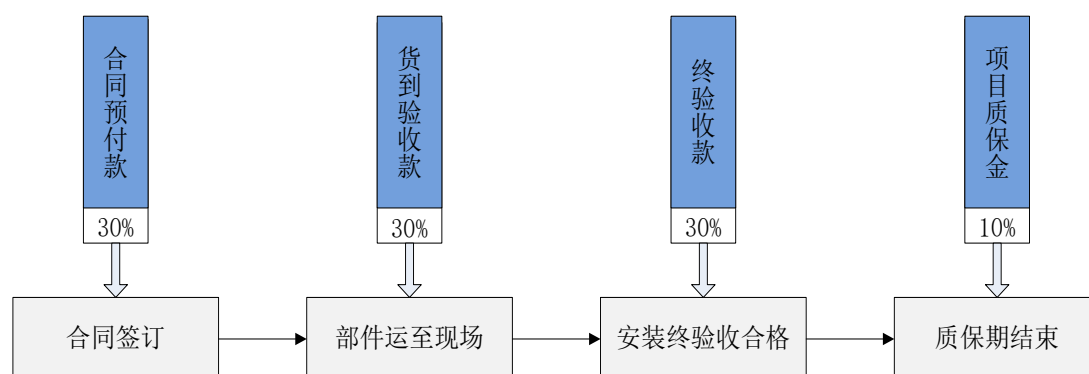 合同预付款
货到验收款
终验收款
项目质保金
30%
30%
30%
10%
合同签订
部件运至现场
安装终验收合格
质保期结束